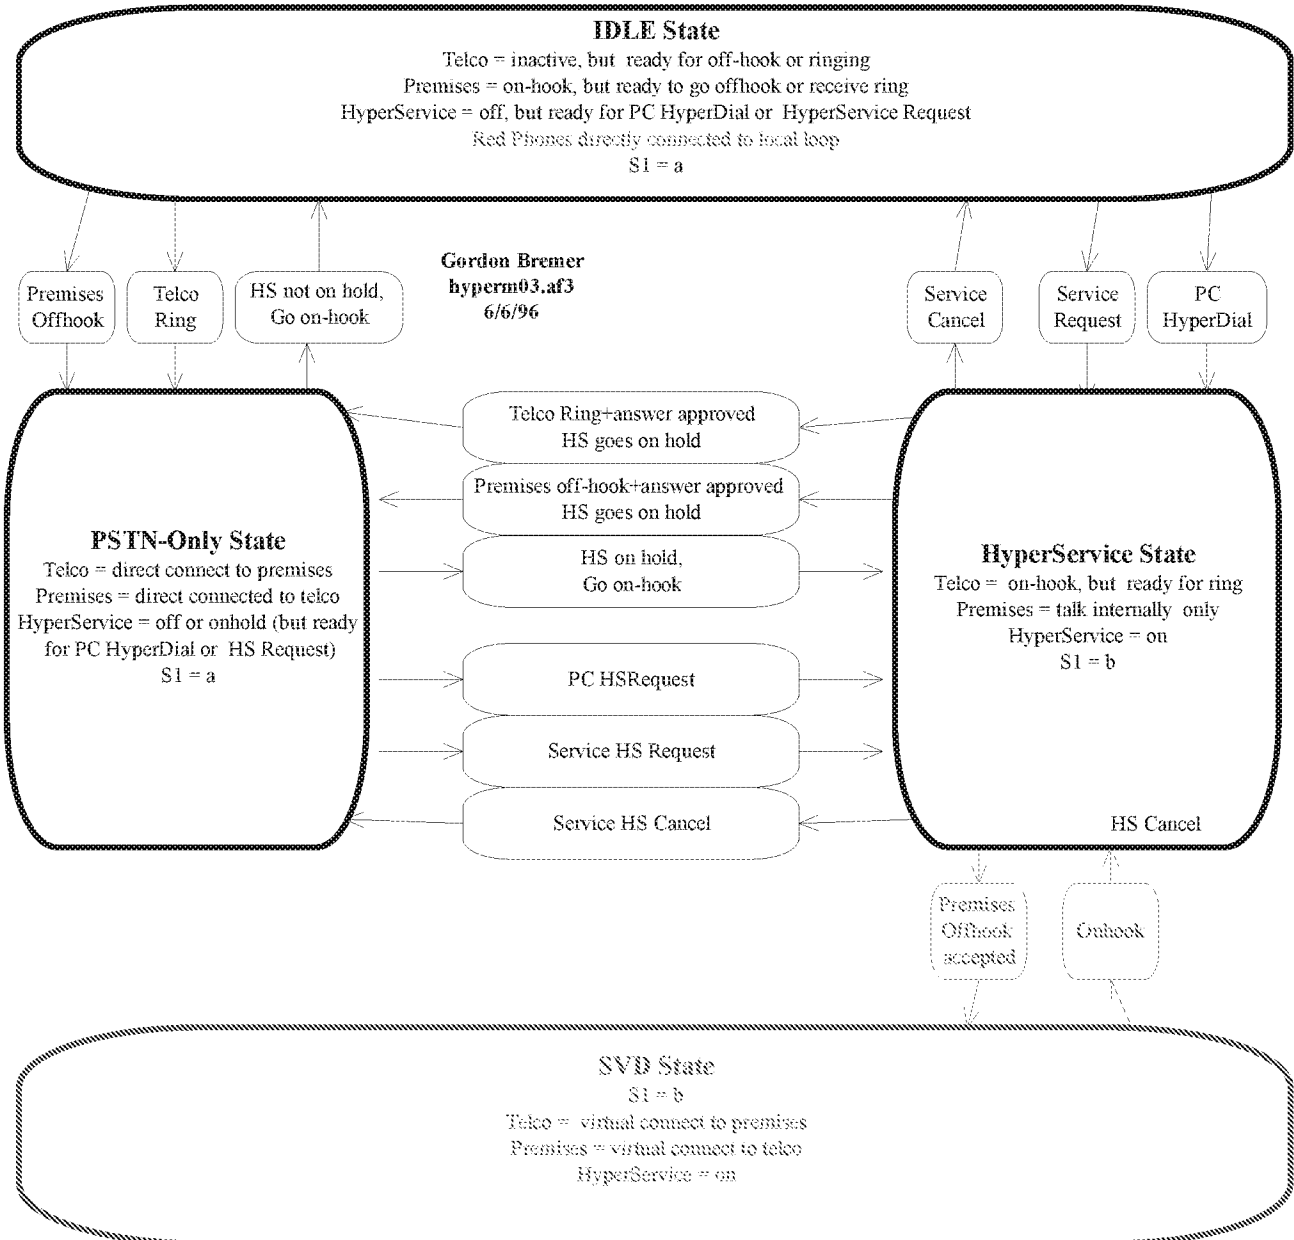 IDLE State
Telco = inactive, but ready for off-hook or ringing
Premises = on-hook, but ready to go offhook or receive ring
HyperService = off, but ready for PC HyperDial or HyperService Request
Red Phones directly connected to local loop
S1 = a
Premises
Offhook
Telco
Ring
HS not on hold,
Go on-hook
Gordon Bremer
hyperm03.af3
6/6/96
Service
Cancel
Service
Request
PC
HyperDial
Telco Ring+answer approved
HS goes on hold
Premises off-hook+answer approved
HS goes on hold
HS on hold,
Go on-hook
PC HSRequest
Service HS Request
Service HS Cancel
PSTN-Only State
Telco = direct connect to premises
Premises = direct connected to telco
HyperService = off or onhold (but ready
for PC HyperDial or HS Request)
S1 = a
HyperService State
Telco = on-hook, but ready for ring
Premises = talk internally only
HyperService = on
S1 = b
HS Cancel
Premises
Offhook
accepted
Onhook
SVD State
S1 = b
Telco = virtual connect to premises
Premises = virtual connect to telco
HyperService = on